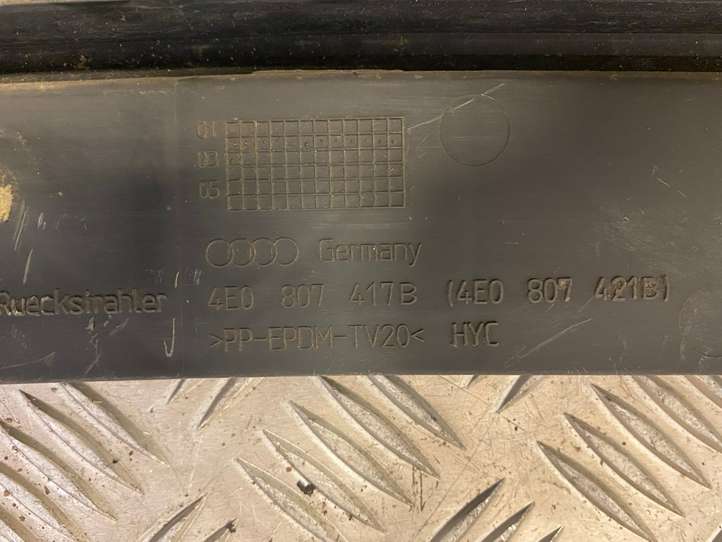 01
03
05
Germany
Rueckstrahler 4E0 807 417B (4E0 807 421B)
>PP-EPDM-TV20< HYC